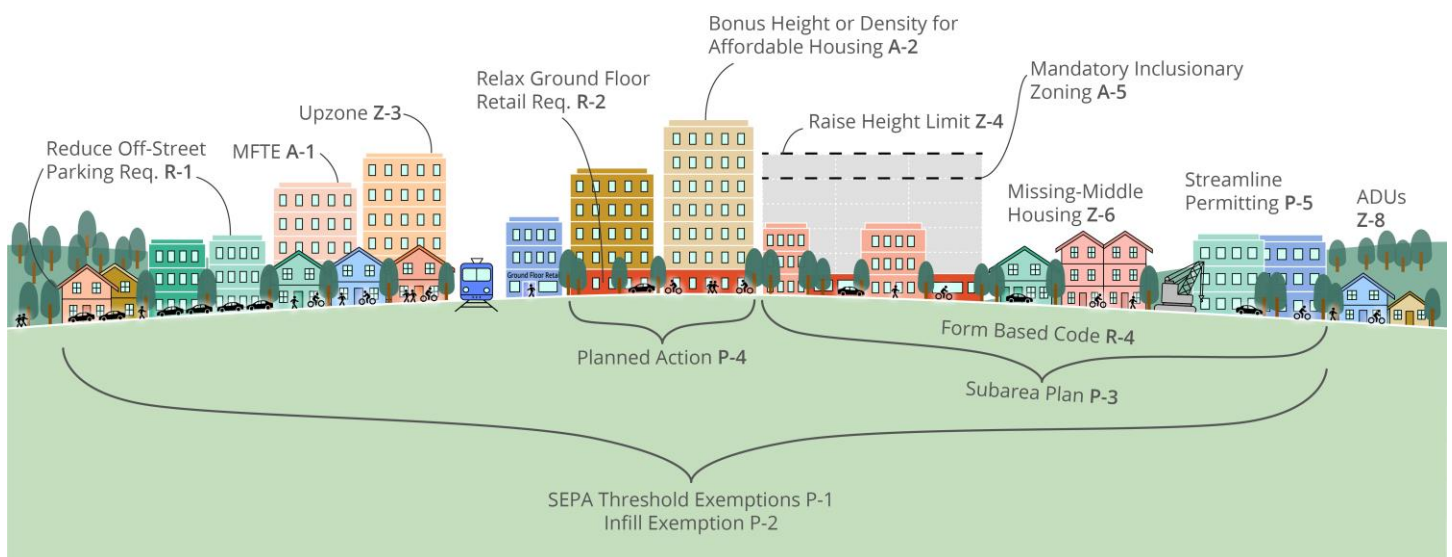 Bonus Height or Density for
Affordable Housing A-2
Relax Ground Floor
Retail Req. R-2
Mandatory Inclusionary
Zoning A-5
Upzone Z-3
Raise Height Limit Z-4
Reduce Off-Street
Parking Req. R-1
MFTE A-1
Missing-Middle
Housing Z-6
Streamline
Permitting P-5
ADUs
Z-8
Ground Floor Retail
Form Based Code R-4
Planned Action P-4
Subarea Plan P-3
SEPA Threshold Exemptions P-1
Infill Exemption P-2